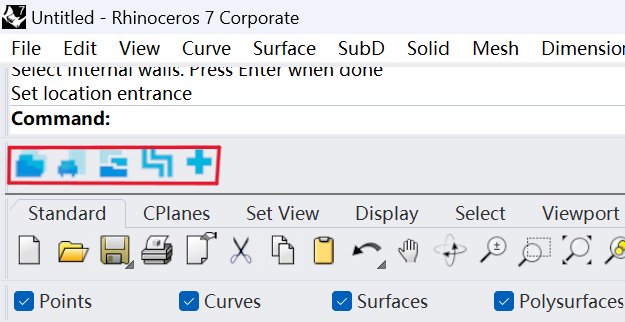 Untitled - Rhinoceros 7 Corporate
File Edit View Curve Surface SubD Solid Mesh Dimension
Select internal walls. Press Enter when done
Set location entrance
Command:
Standard CPlanes Set View Display Select Viewport
Points Curves Surfaces Polysurfaces